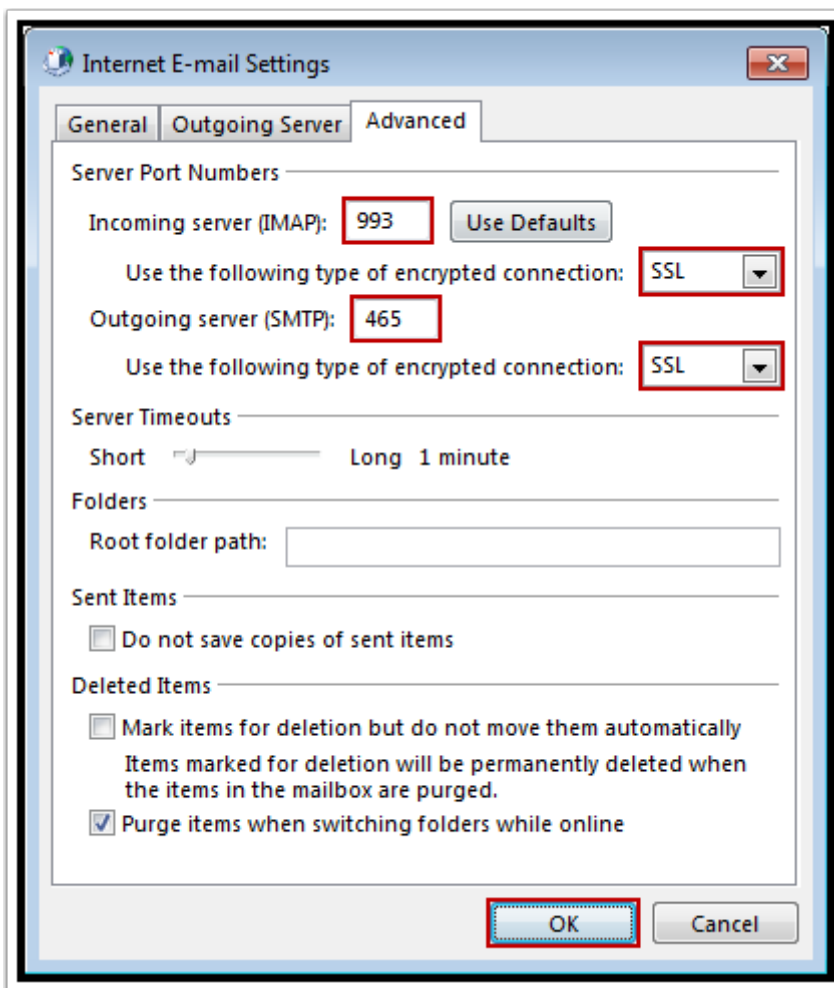 Internet E-mail Settings
General Outgoing Server Advanced
Server Port Numbers
Incoming server (IMAP): 993 Use Defaults
Use the following type of encrypted connection: SSL
Outgoing server (SMTP): 465
Use the following type of encrypted connection: SSL
Server Timeouts
Short Long 1 minute
Folders
Root folder path:
Sent Items
Do not save copies of sent items
Deleted Items
Mark items for deletion but do not move them automatically
Items marked for deletion will be permanently deleted when
the items in the mailbox are purged.
Purge items when switching folders while online
OK Cancel